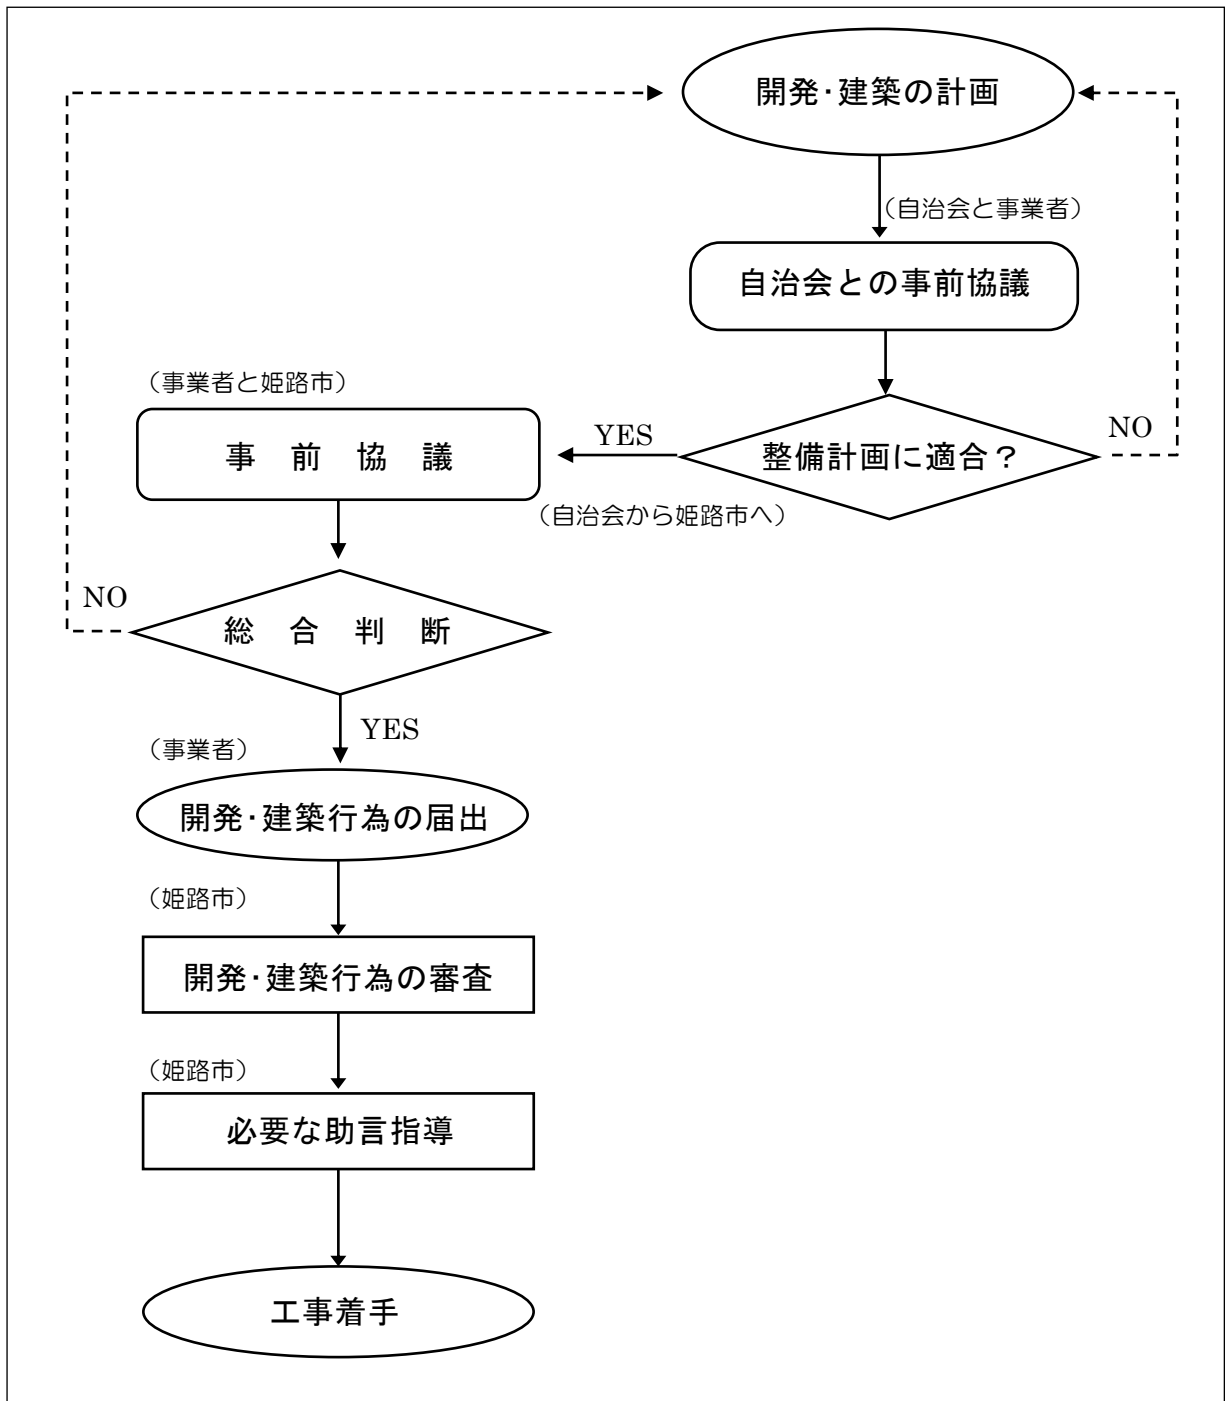 開発・建築の計画
（自治会と事業者）
自治会との事前協議
整備計画に適合？
NO
YES
（自治会から姫路市へ）
（事業者と姫路市）
事　前　協　議
総　合　判　断
NO
YES
（事業者）
開発・建築行為の届出
（姫路市）
開発・建築行為の審査
（姫路市）
必要な助言指導
工事着手